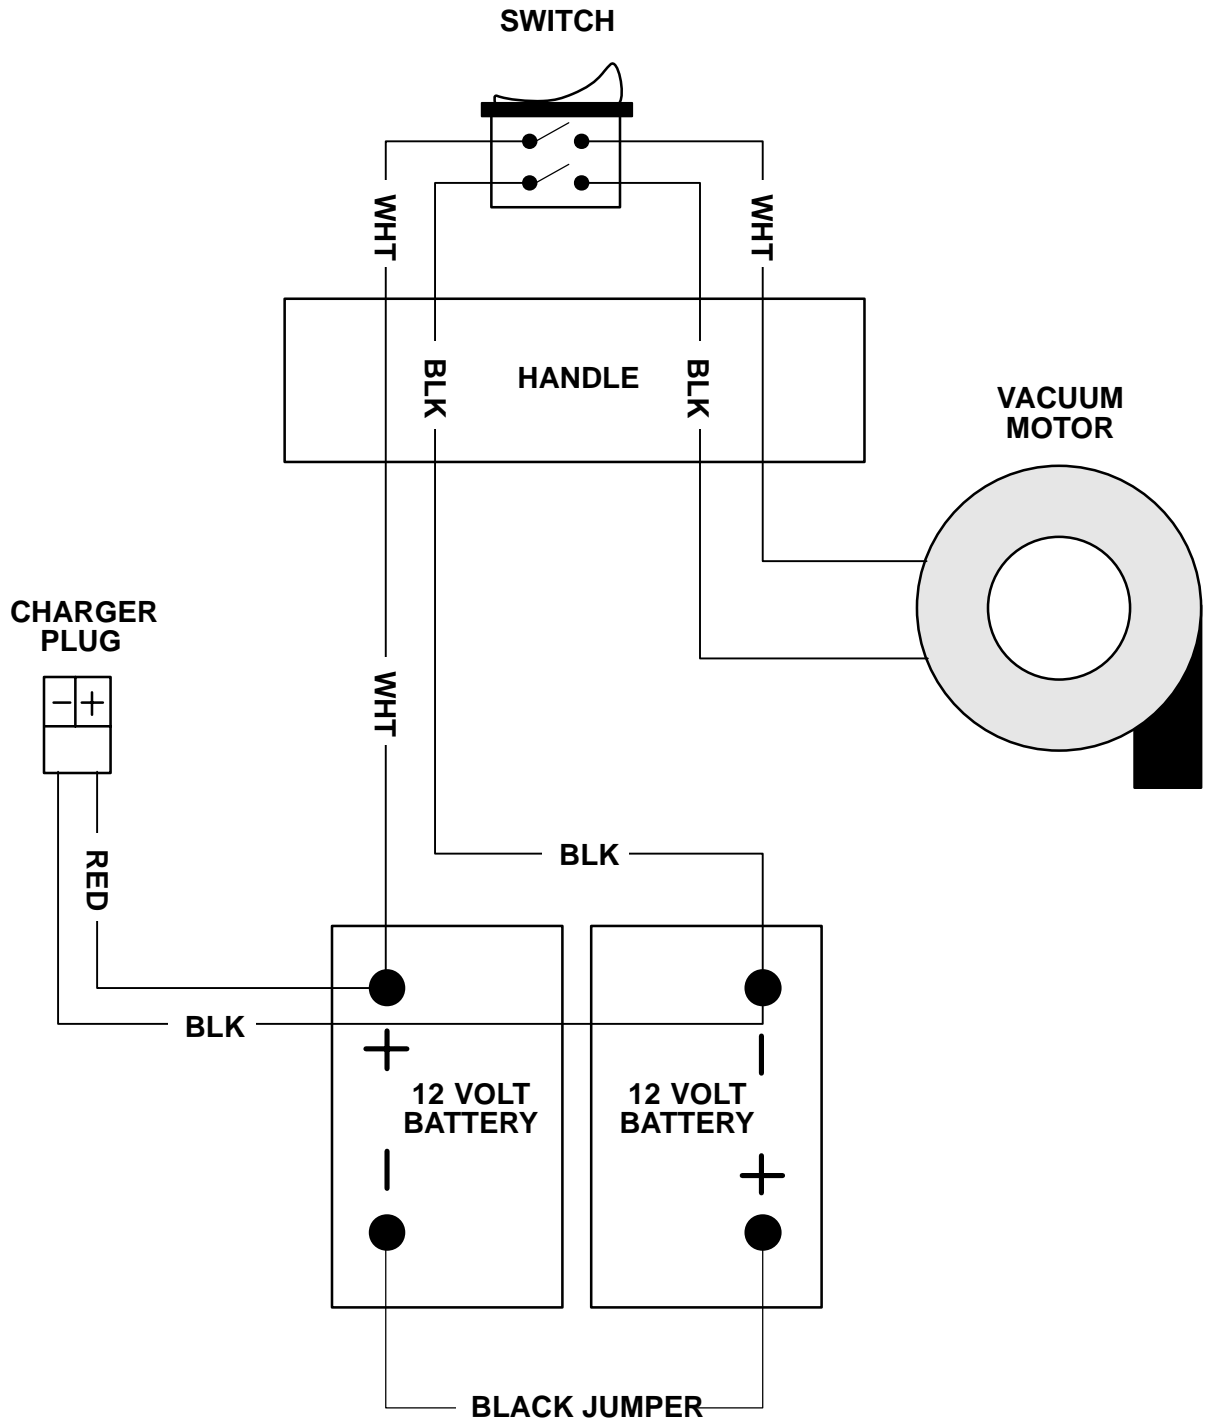 SWITCH
WHT
WHT
BLK
HANDLE
BLK
VACUUM
MOTOR
CHARGER
PLUG
− +
WHT
RED
BLK
BLK
+
−
12 VOLT
BATTERY
12 VOLT
BATTERY
−
+
BLACK JUMPER